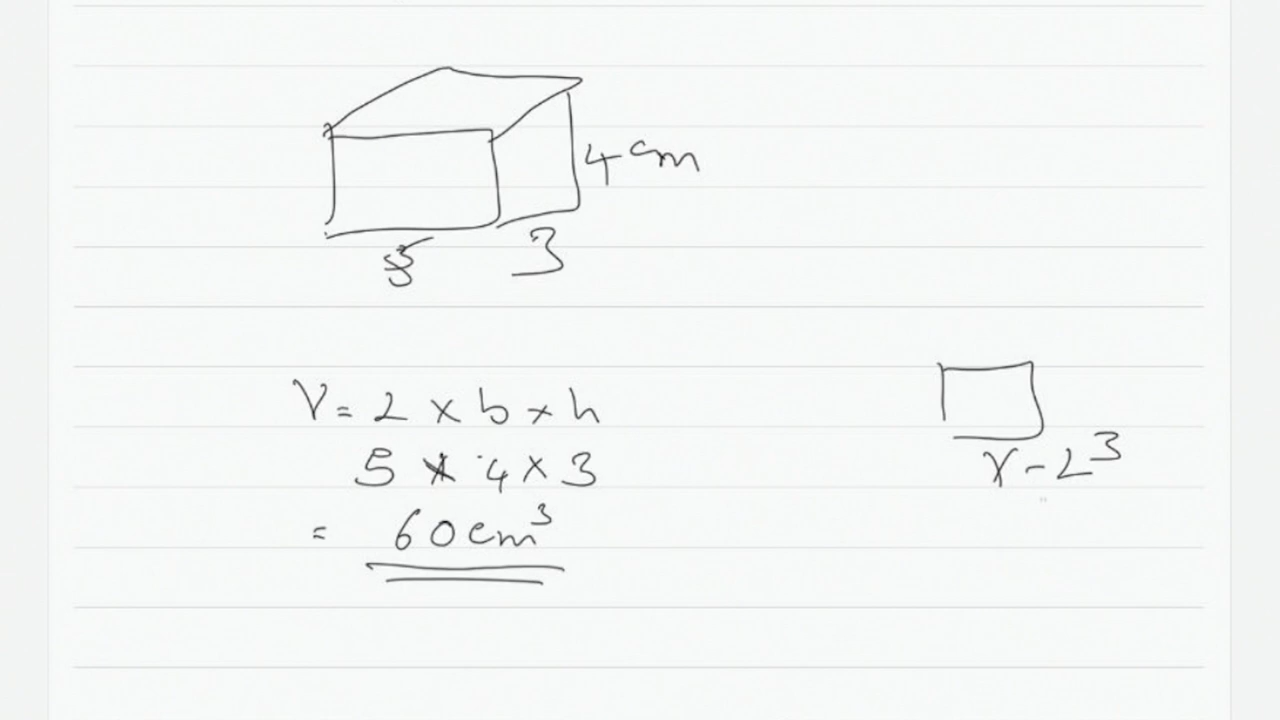 4cm
5 3
V = L × b × h
5 × 4 × 3
= 60cm³
V - L³